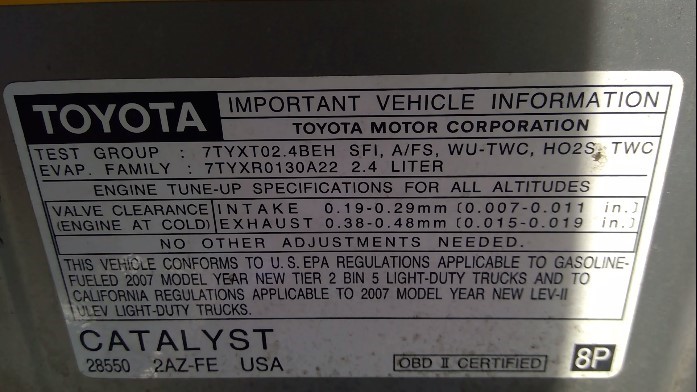 TOYOTA IMPORTANT VEHICLE INFORMATION
TOYOTA MOTOR CORPORATION
TEST GROUP : 7TYXT02.4BEH SFI, A/FS, WU-TWC, HO2S, TWC
EVAP. FAMILY : 7TYXR0130A22 2.4 LITER
ENGINE TUNE-UP SPECIFICATIONS FOR ALL ALTITUDES
VALVE CLEARANCE INTAKE 0.19-0.29mm (0.007-0.011 in.)
(ENGINE AT COLD) EXHAUST 0.38-0.48mm (0.015-0.019 in.)
NO OTHER ADJUSTMENTS NEEDED.
THIS VEHICLE CONFORMS TO U.S. EPA REGULATIONS APPLICABLE TO GASOLINE-
FUELED 2007 MODEL YEAR NEW TIER 2 BIN 5 LIGHT-DUTY TRUCKS AND TO
CALIFORNIA REGULATIONS APPLICABLE TO 2007 MODEL YEAR NEW LEV-II
ULEV LIGHT-DUTY TRUCKS.
CATALYST
28550 2AZ-FE USA OBD II CERTIFIED 8P